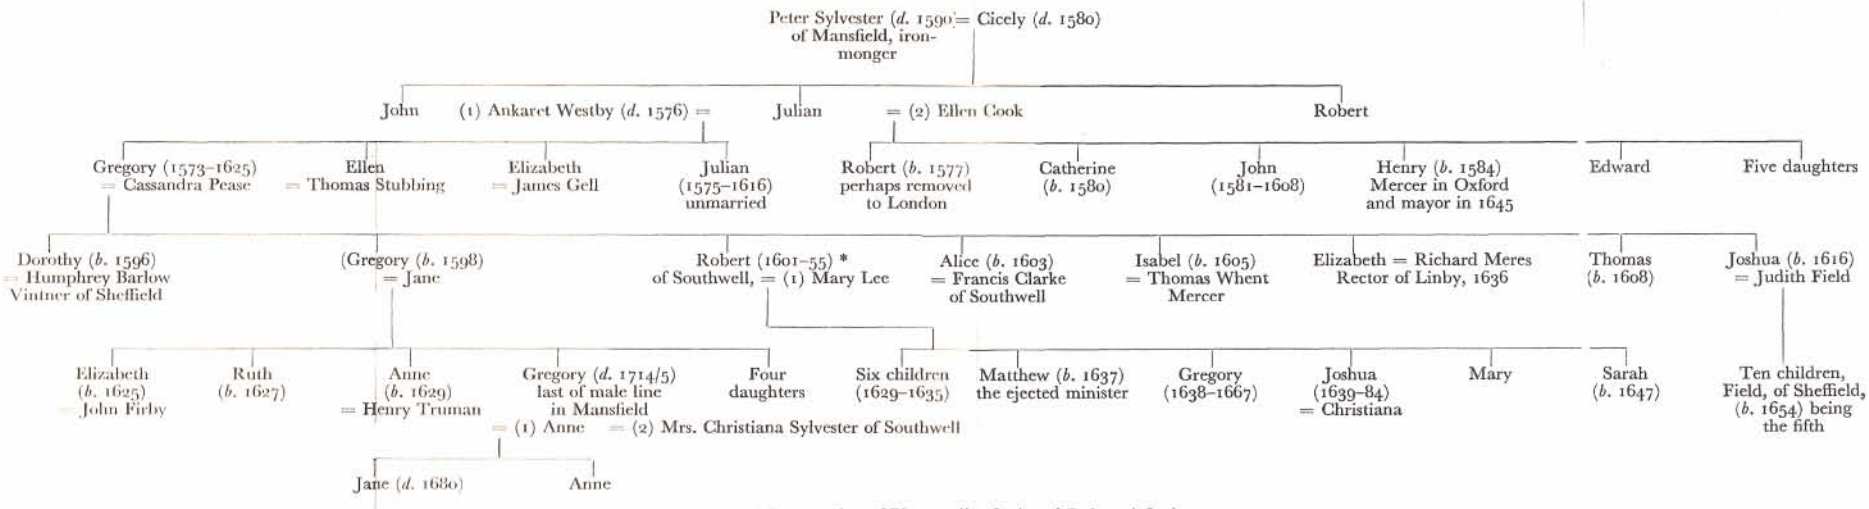 Peter Sylvester (d. 1590) = Cicely (d. 1580)
of Mansfield, iron-
monger
John (1) Ankaret Westby (d. 1576) = Julian = (2) Ellen Cook Robert
Gregory (1573–1625) Ellen Elizabeth Julian Robert (b. 1577) Catherine John Henry (b. 1584) Edward Five daughters
= Cassandra Pease = Thomas Stubbing = James Gell (1575–1616) perhaps removed (b. 1580) (1581–1608) Mercer in Oxford
unmarried to London and mayor in 1645
Dorothy (b. 1596) (Gregory (b. 1598) Robert (1601–55) * Alice (b. 1603) Isabel (b. 1605) Elizabeth = Richard Meres Thomas Joshua (b. 1616)
= Humphrey Barlow = Jane of Southwell, = (1) Mary Lee = Francis Clarke = Thomas Whent Rector of Linby, 1636 (b. 1608) = Judith Field
Vintner of Sheffield of Southwell Mercer
Elizabeth Ruth Anne Gregory (d. 1714/5) Four Six children Matthew (b. 1637) Gregory Joshua Mary Sarah Ten children,
(b. 1625) (b. 1627) (b. 1629) last of male line daughters (1629–1635) the ejected minister (1638–1667) (1639–84) (b. 1647) Field, of Sheffield,
= John Firby = Henry Truman in Mansfield = Christiana (b. 1654) being
= (1) Anne = (2) Mrs. Christiana Sylvester of Southwell the fifth
Jane (d. 1680) Anne